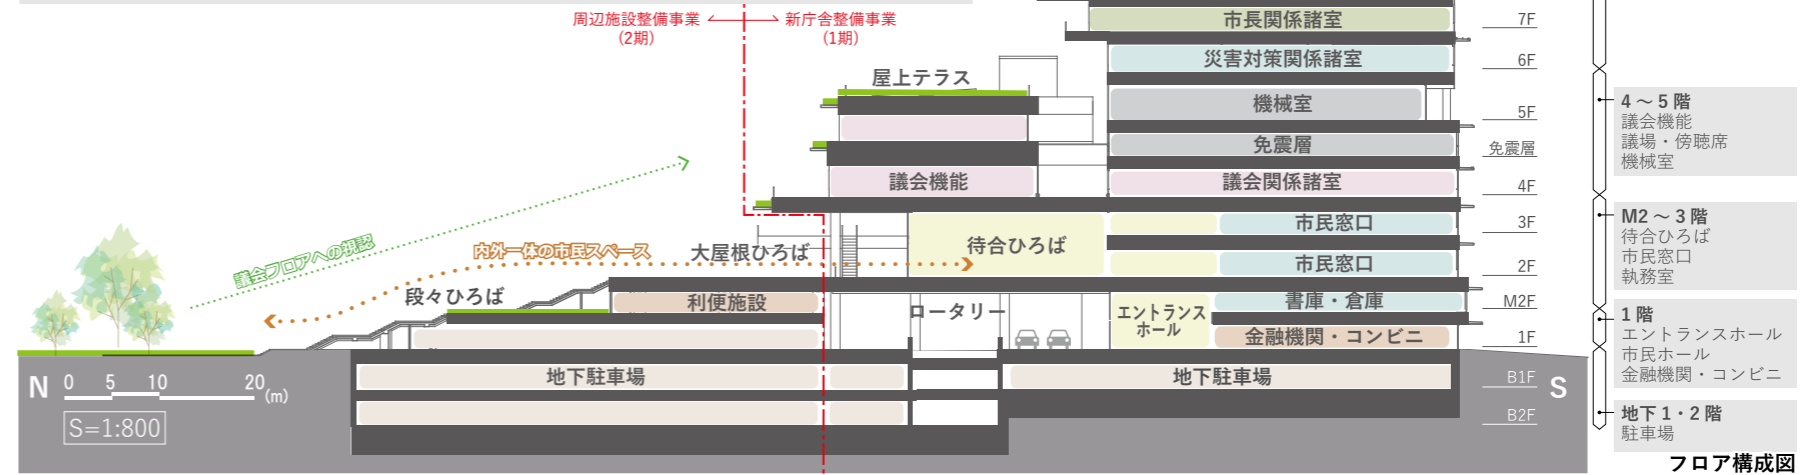 周辺施設整備事業
(2期)
新庁舎整備事業
(1期)
市長関係諸室
7F
災害対策関係諸室
6F
屋上テラス
機械室
5F
免震層
免震層
議会機能
議会関係諸室
4F
市民窓口
3F
待合ひろば
市民窓口
2F
大屋根ひろば
内外一体の市民スペース
議会フロアへの視認
段々ひろば
利便施設
ロータリー
エントランス
ホール
書庫・倉庫
M2F
金融機関・コンビニ
1F
地下駐車場
地下駐車場
B1F
B2F
N
0 5 10 20(m)
S=1:800
S
4～5階
議会機能
議場・傍聴席
機械室
M2～3階
待合ひろば
市民窓口
執務室
1階
エントランスホール
市民ホール
金融機関・コンビニ
地下1・2階
駐車場
フロア構成図